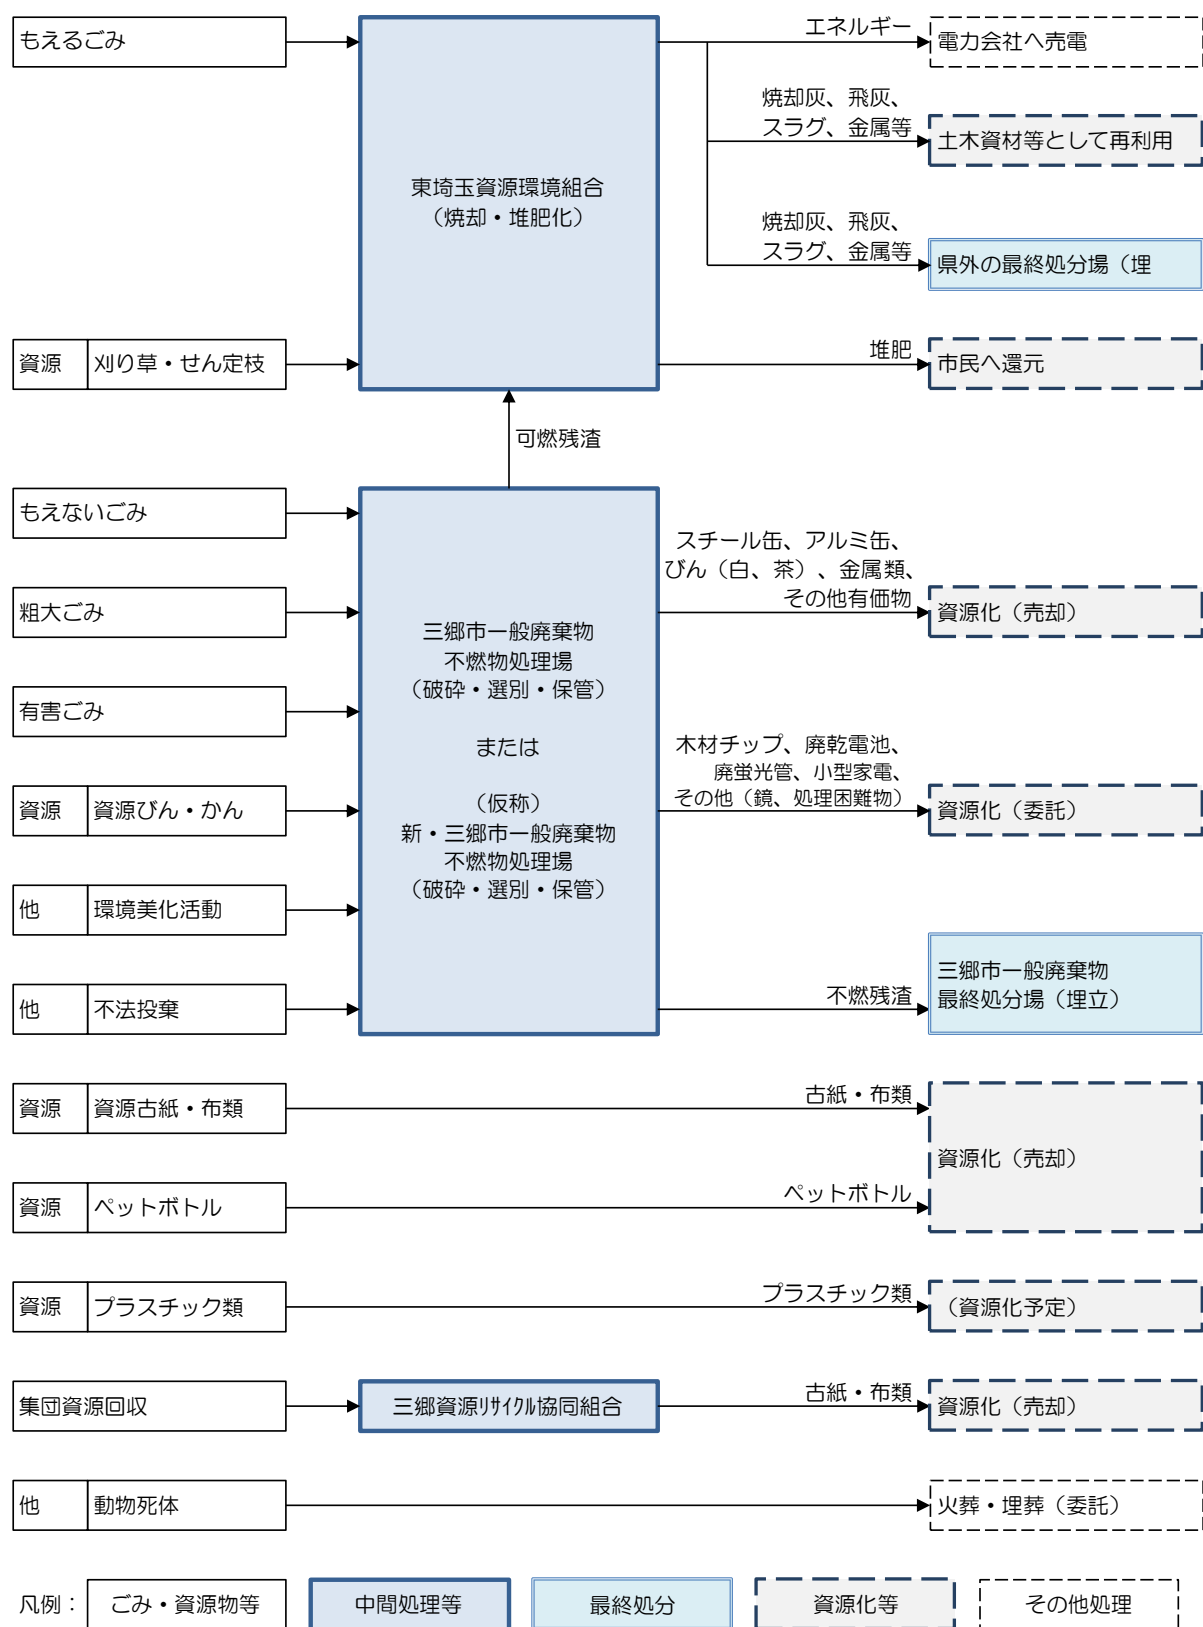 もえるごみ
東埼玉資源環境組合
（焼却・堆肥化）
エネルギー
電力会社へ売電
焼却灰、飛灰、
スラグ、金属等
土木資材等として再利用
焼却灰、飛灰、
スラグ、金属等
県外の最終処分場（埋
資源 刈り草・せん定枝
堆肥
市民へ還元
可燃残渣
もえないごみ
粗大ごみ
有害ごみ
資源 資源びん・かん
他 環境美化活動
他 不法投棄
三郷市一般廃棄物
不燃物処理場
（破砕・選別・保管）
または
（仮称）
新・三郷市一般廃棄物
不燃物処理場
（破砕・選別・保管）
スチール缶、アルミ缶、
びん（白、茶）、金属類、
その他有価物
資源化（売却）
木材チップ、廃乾電池、
廃蛍光管、小型家電、
その他（鏡、処理困難物）
資源化（委託）
不燃残渣
三郷市一般廃棄物
最終処分場（埋立）
資源 資源古紙・布類
古紙・布類
資源 ペットボトル
ペットボトル
資源化（売却）
資源 プラスチック類
プラスチック類
（資源化予定）
集団資源回収
三郷資源ﾘｻｲｸﾙ協同組合
古紙・布類
資源化（売却）
他 動物死体
火葬・埋葬（委託）
凡例： ごみ・資源物等 中間処理等 最終処分 資源化等 その他処理